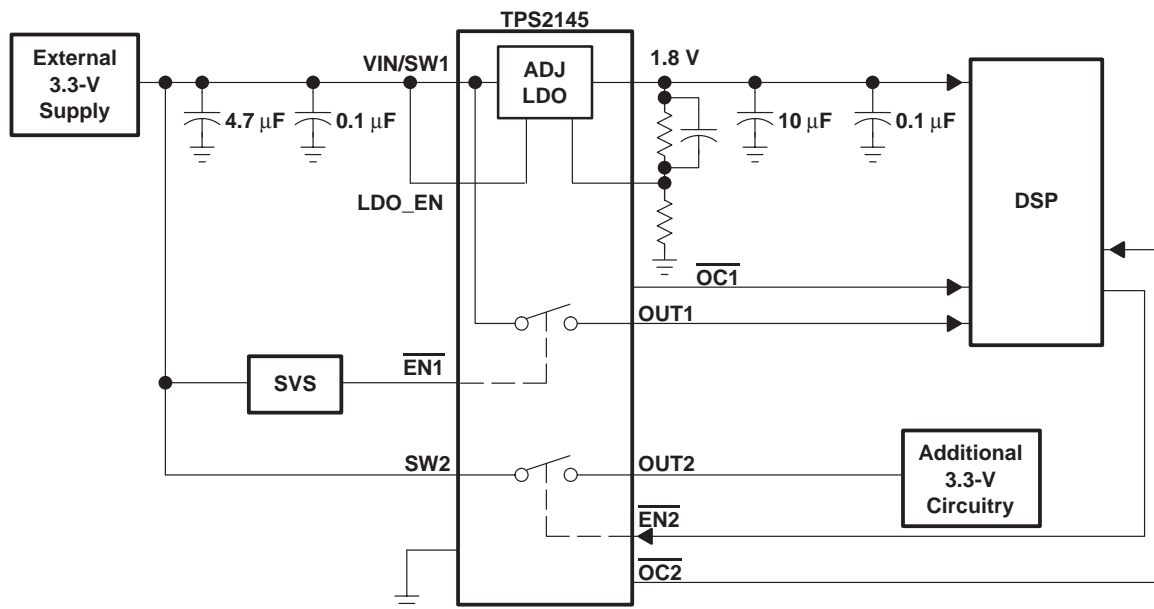 TPS2145
External
3.3-V
Supply
VIN/SW1
ADJ
LDO
1.8 V
4.7 μF
0.1 μF
10 μF
0.1 μF
LDO_EN
DSP
OC1
OUT1
EN1
SVS
SW2
OUT2
Additional
3.3-V
Circuitry
EN2
OC2